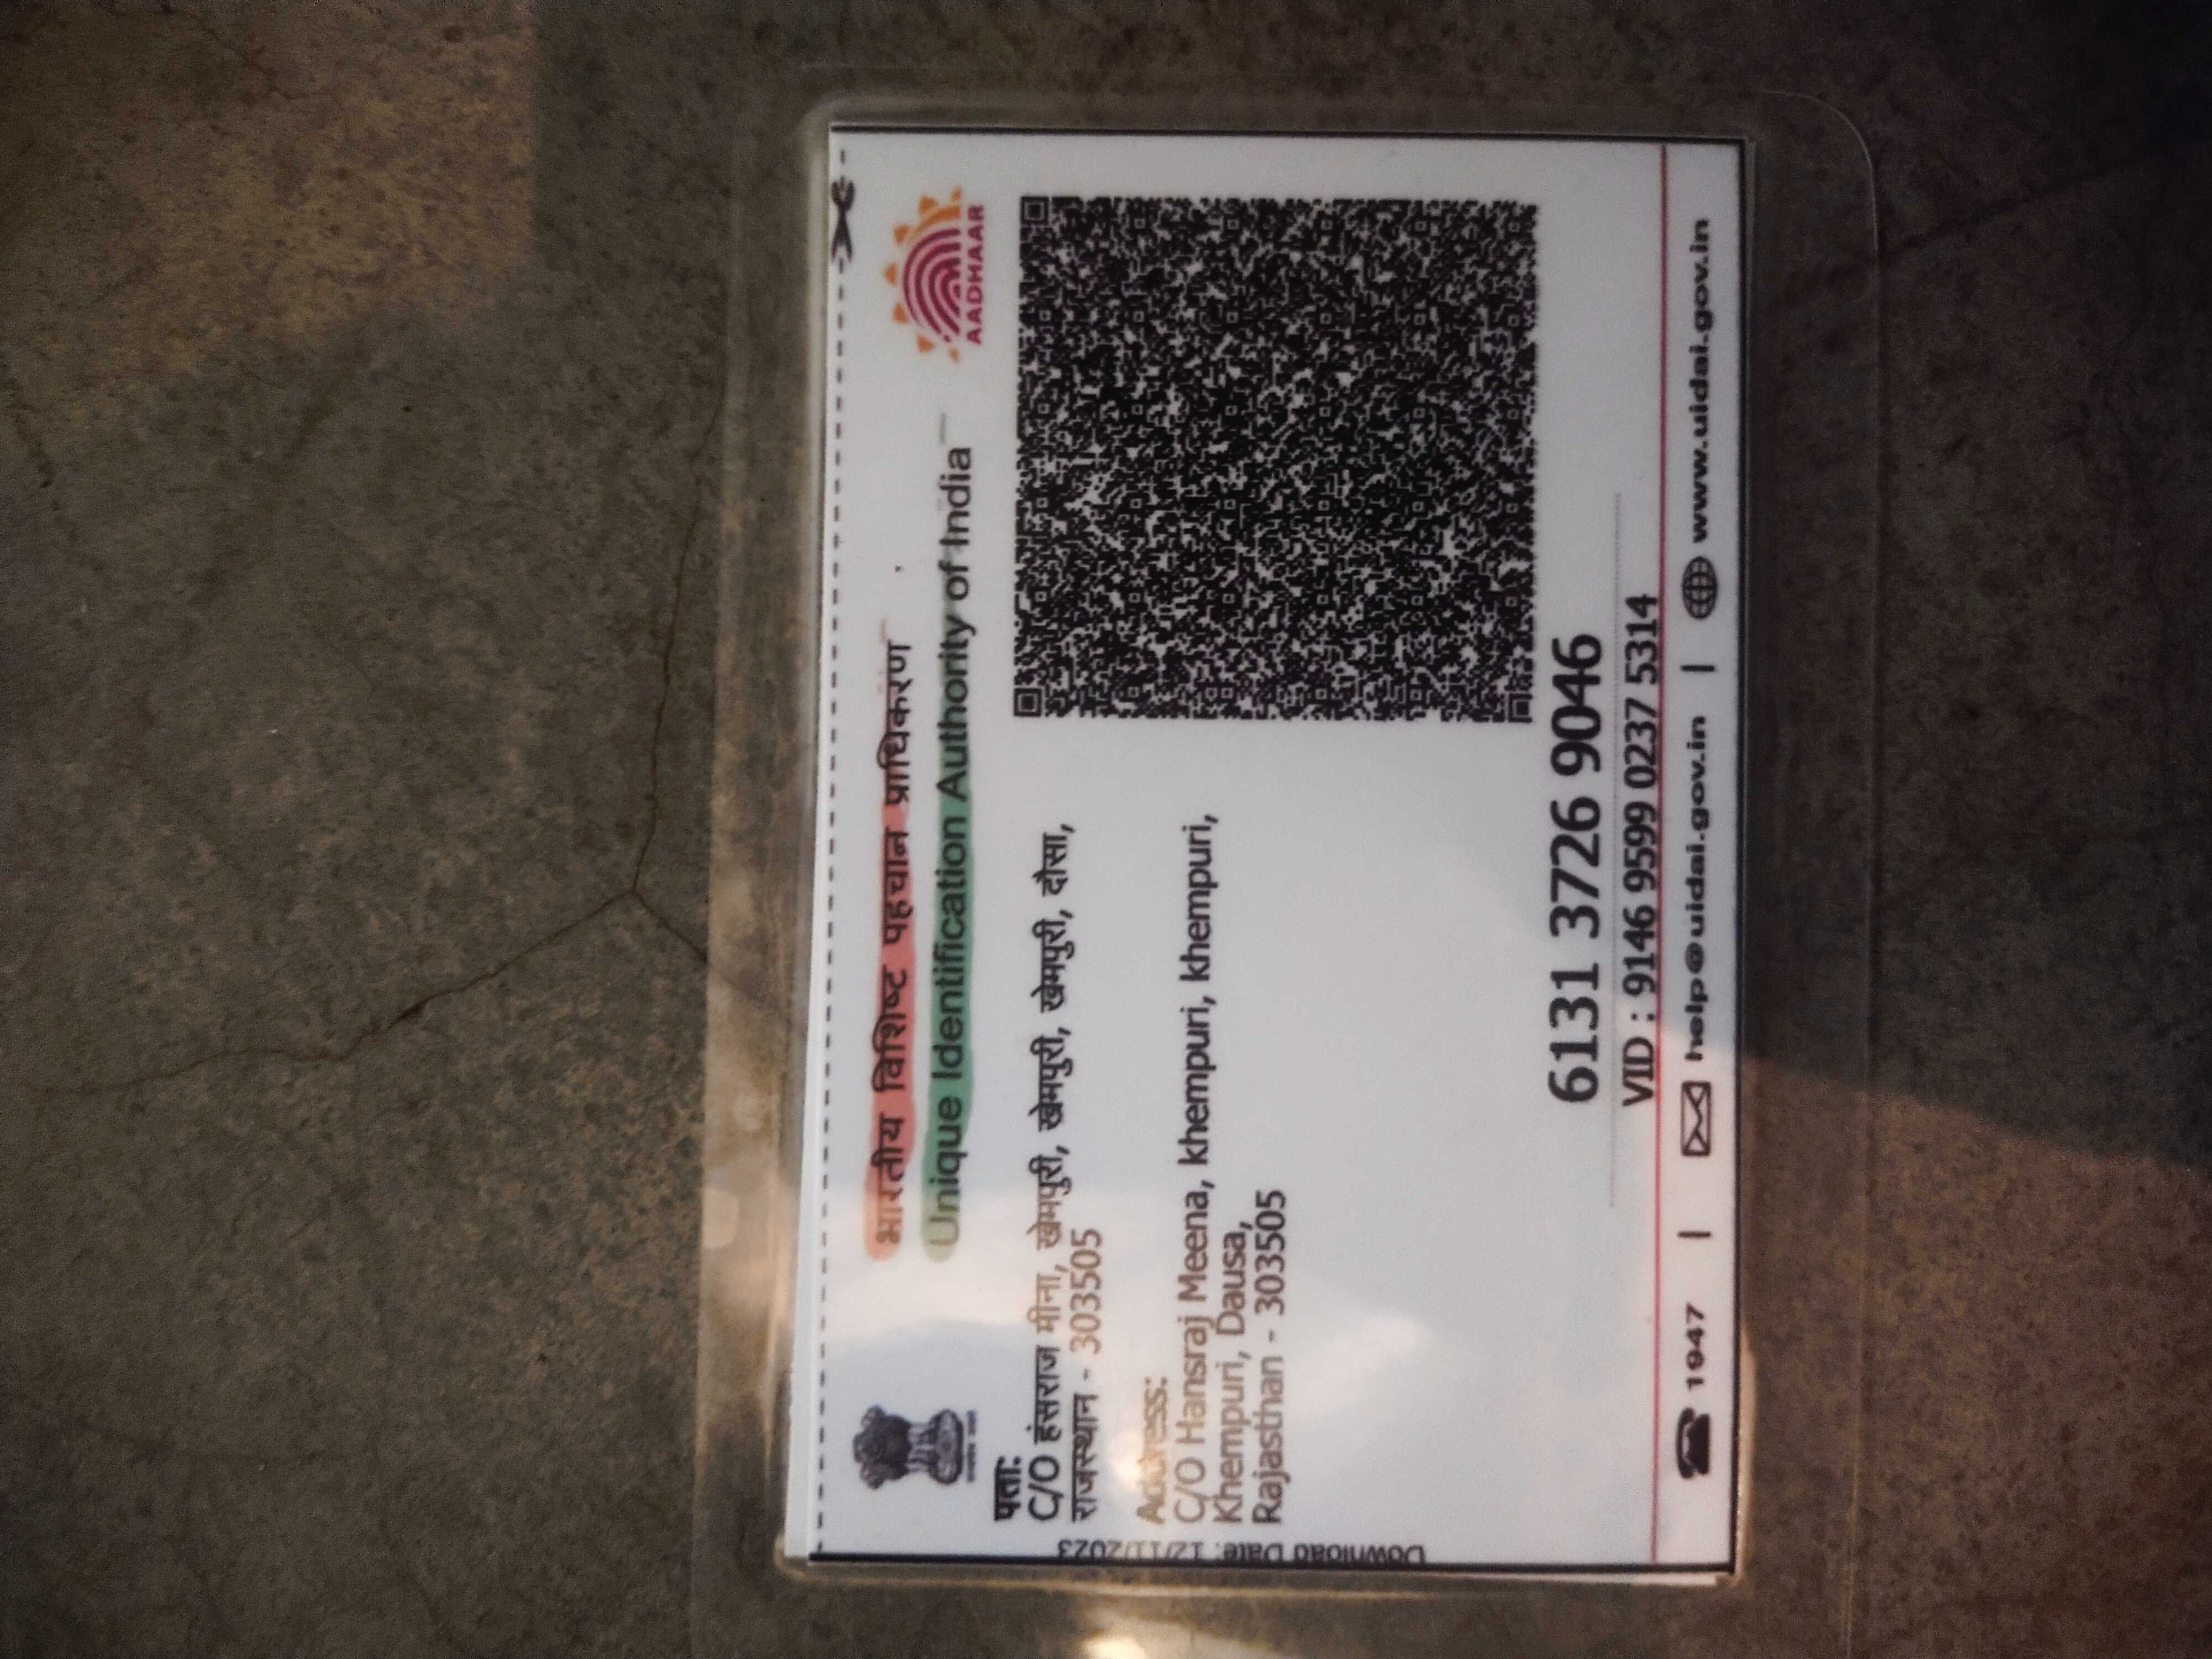 भारतीय विशिष्ट पहचान प्राधिकरण
Unique Identification Authority of India
AADHAAR
पता:
C/O हंसराज मीना, खेमपुरी, खेमपुरी, खेमपुरी, दौसा,
राजस्थान - 303505
Address:
C/O Hansraj Meena, khempuri, khempuri,
Khempuri, Dausa,
Rajasthan - 303505
Download Date: 12/11/2023
6131 3726 9046
VID : 9146 9599 0237 5314
1947 | help@uidai.gov.in | www.uidai.gov.in